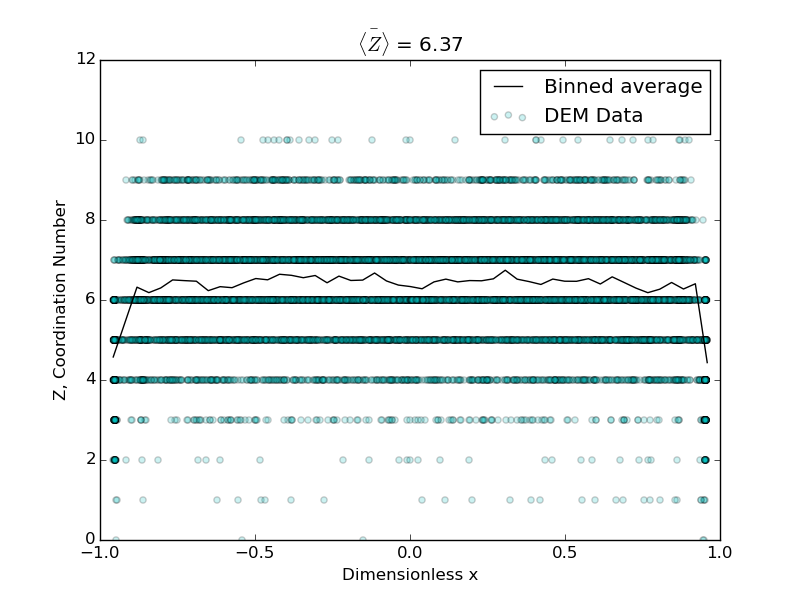 ⟨Z̄⟩ = 6.37
12
10
8
6
4
2
0
Z, Coordination Number
Binned average
DEM Data
−1.0 −0.5 0.0 0.5 1.0
Dimensionless x